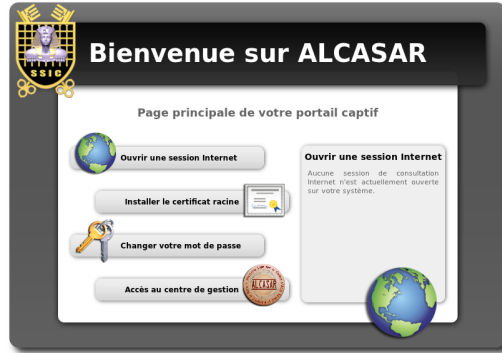 SSIC
Bienvenue sur ALCASAR
Page principale de votre portail captif
Ouvrir une session Internet
Installer le certificat racine
Changer votre mot de passe
Accès au centre de gestion
ALCASAR
Ouvrir une session Internet
Aucune session de consultation
Internet n'est actuellement ouverte
sur votre système.